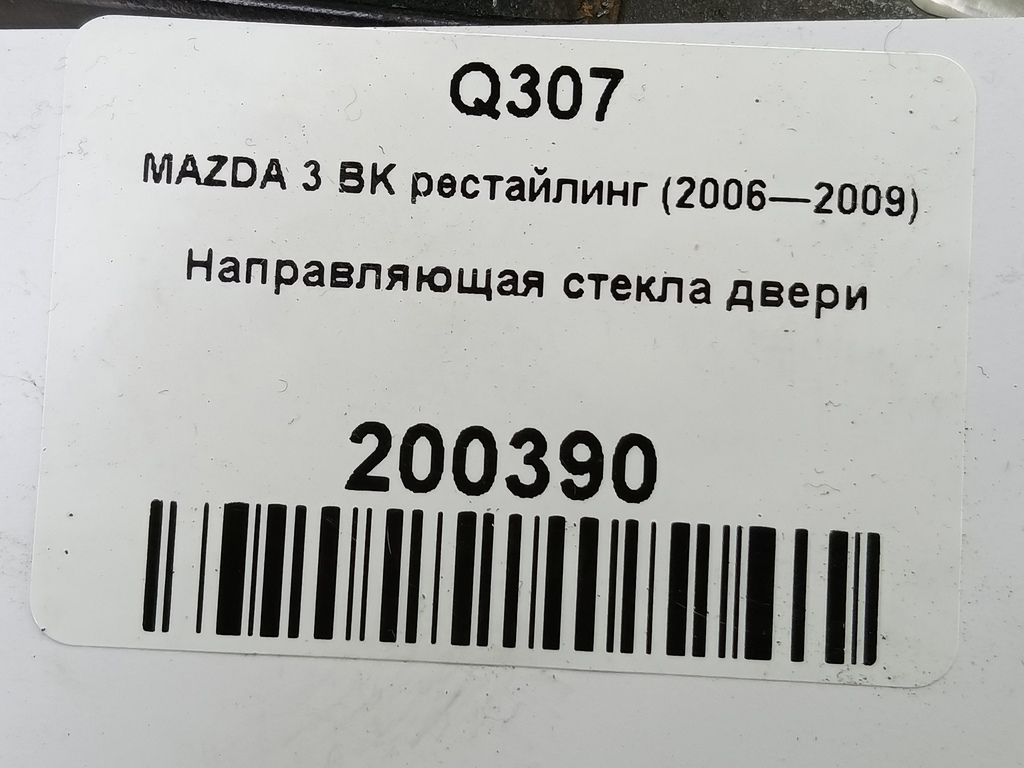 Q307
MAZDA 3 BK рестайлинг (2006—2009)
Направляющая стекла двери
200390